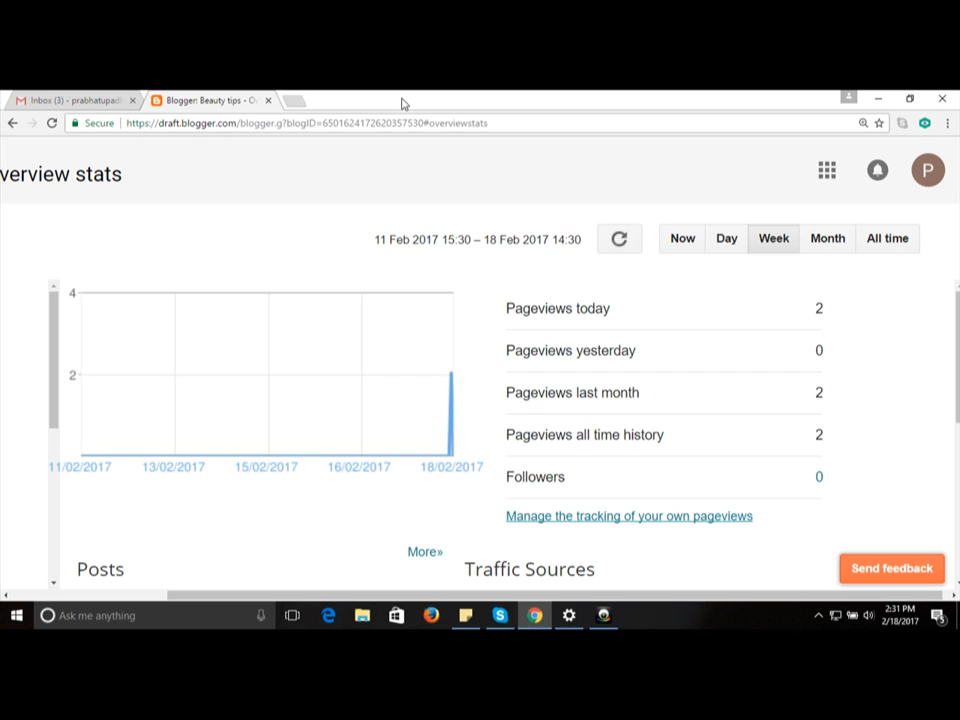 Inbox (3) - prabhatupad
Blogger: Beauty tips - Ov
Secure
https://draft.blogger.com/blogger.g?blogID=6501624172620357530#overviewstats
verview stats
P
11 Feb 2017 15:30 – 18 Feb 2017 14:30
Now
Day
Week
Month
All time
4
2
11/02/2017
13/02/2017
15/02/2017
16/02/2017
18/02/2017
More»
Pageviews today 2
Pageviews yesterday 0
Pageviews last month 2
Pageviews all time history 2
Followers 0
Manage the tracking of your own pageviews
Posts
Traffic Sources
Send feedback
Ask me anything
2:31 PM
2/18/2017
5